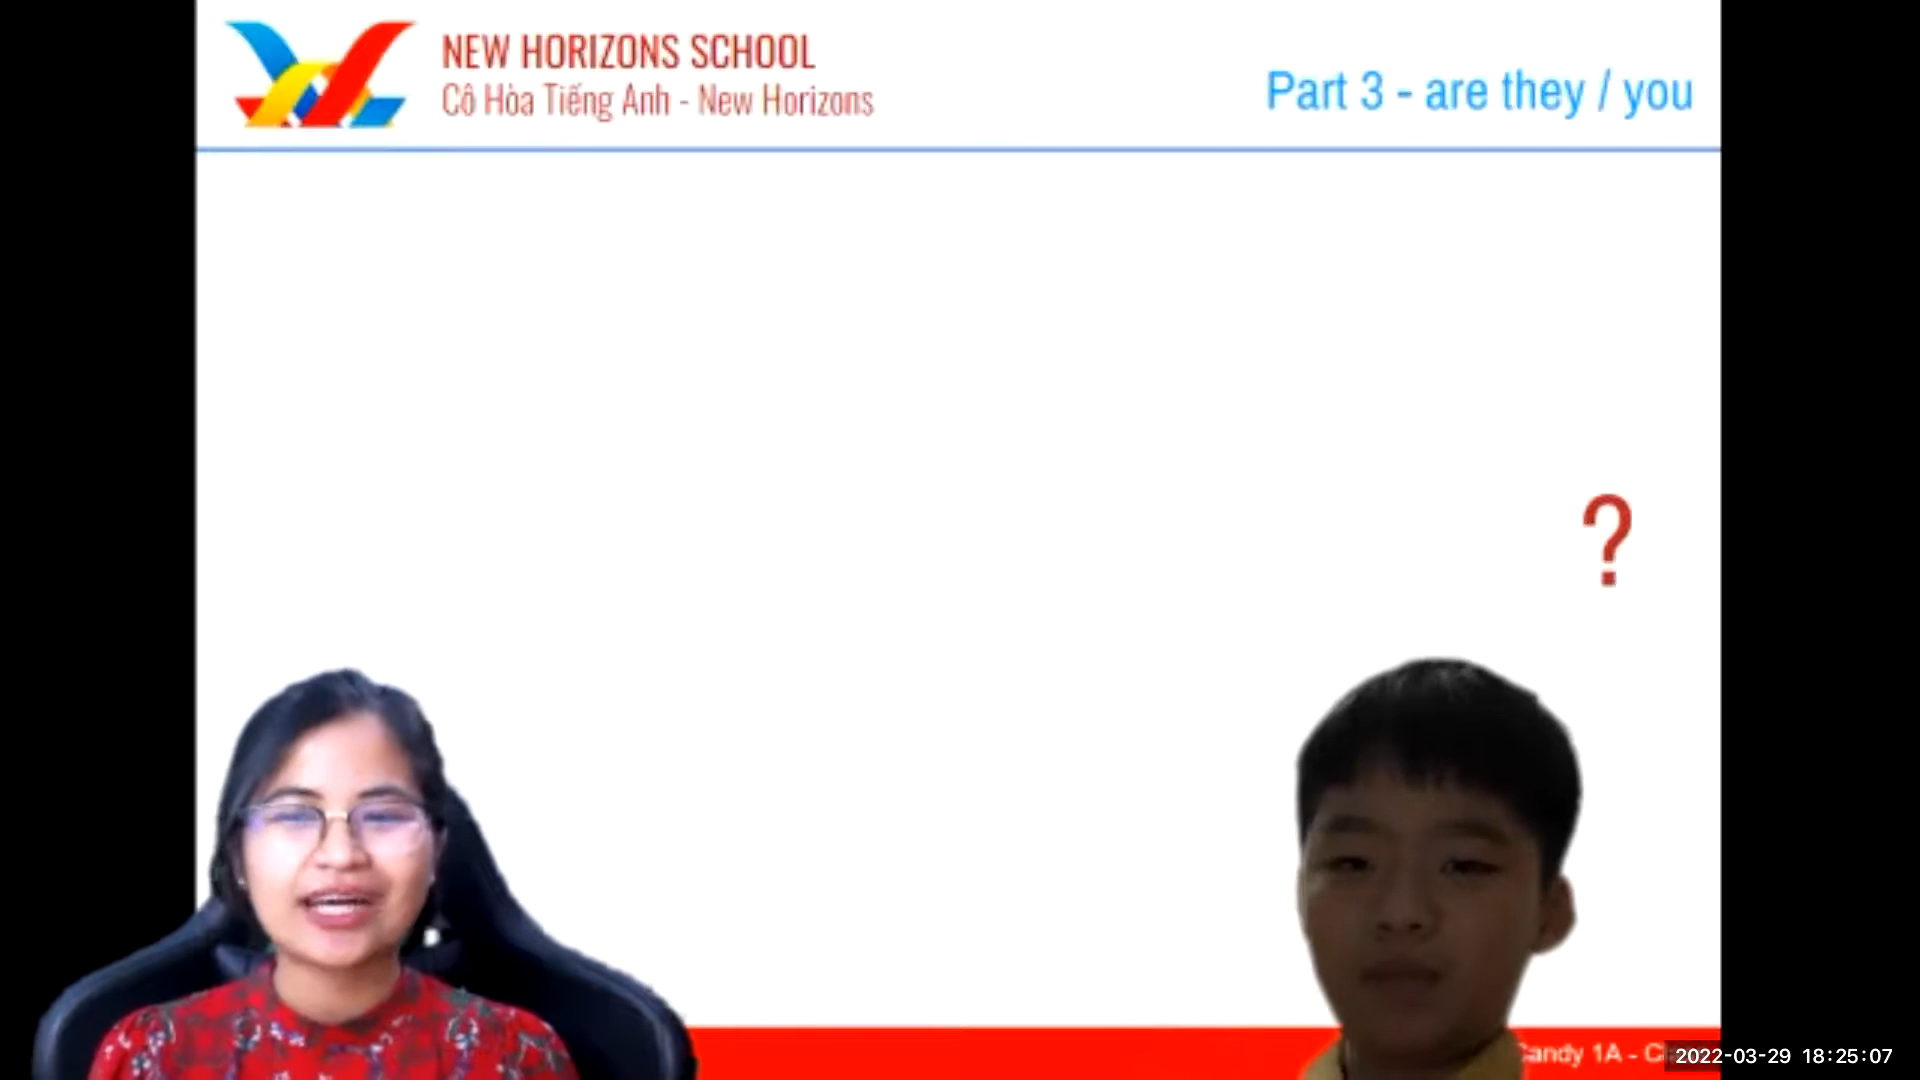 NEW HORIZONS SCHOOL
Cô Hòa Tiếng Anh - New Horizons
Part 3 - are they / you
?
Candy 1A - C
2022-03-29 18:25:07